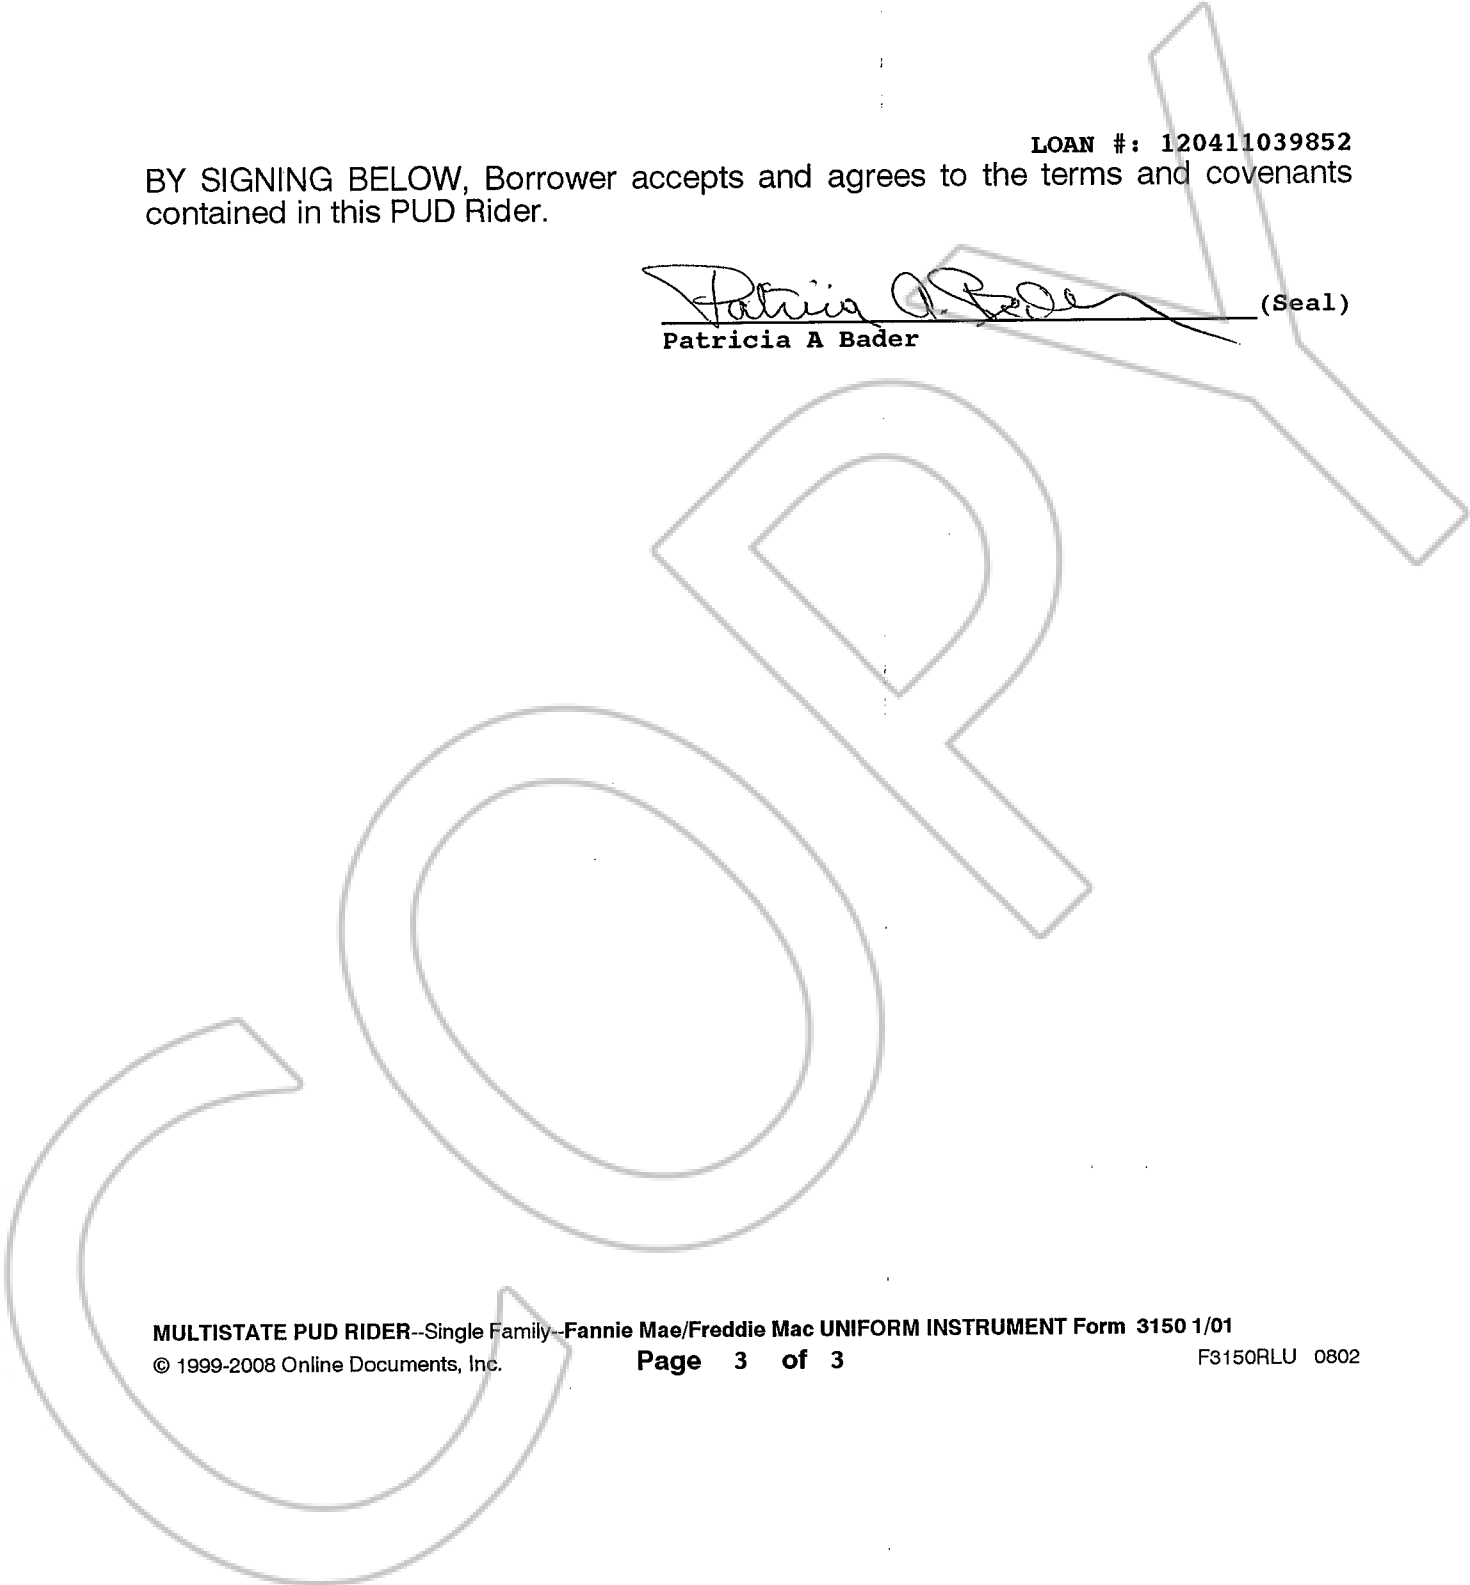 LOAN #: 120411039852
BY SIGNING BELOW, Borrower accepts and agrees to the terms and covenants
contained in this PUD Rider.
Patricia A. Bader
(Seal)
Patricia A Bader
COPY
MULTISTATE PUD RIDER--Single Family--Fannie Mae/Freddie Mac UNIFORM INSTRUMENT Form 3150 1/01
© 1999-2008 Online Documents, Inc. Page 3 of 3 F3150RLU 0802